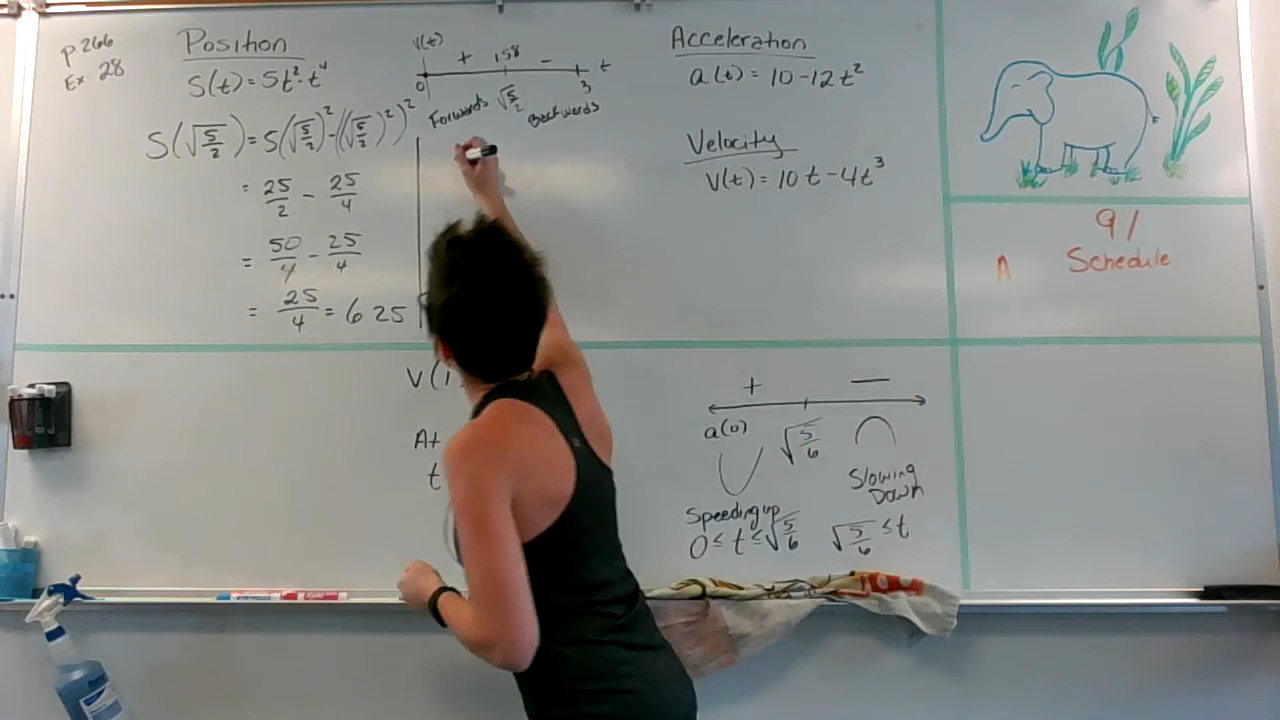 p 266
Ex 28
Position
S(t) = 5t² - t⁴
S(√(5/2)) = 5(√(5/2))² - ((√(5/2))²)²
= 25/2 - 25/4
= 50/4 - 25/4
= 25/4 = 6 25
v(t)
+ 1.58 -
0 √(5/2) 3 t
Forwards Backwards
V(1
At
t
Acceleration
a(t) = 10 - 12t²
Velocity
V(t) = 10t - 4t³
+ −
a(0) √(5/6)
Speeding up
0 ≤ t ≤ √(5/6)
Slowing
Down
√(5/6) ≤ t
91
A Schedule